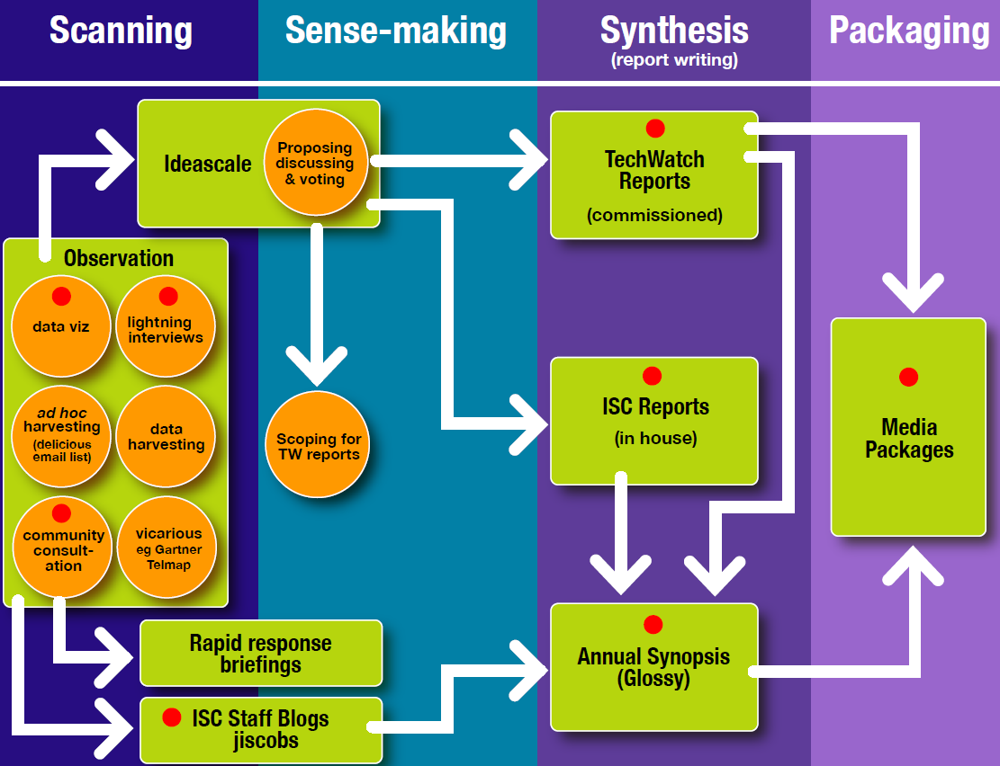 Scanning
Sense-making
Synthesis
(report writing)
Packaging
Ideascale
Proposing
discussing
& voting
TechWatch
Reports
(commissioned)
Observation
data viz
lightning
interviews
ad hoc
harvesting
(delicious
email list)
data
harvesting
community
consult-
ation
vicarious
eg Gartner
Telmap
Scoping for
TW reports
ISC Reports
(in house)
Media
Packages
Rapid response
briefings
ISC Staff Blogs
jiscobs
Annual Synopsis
(Glossy)